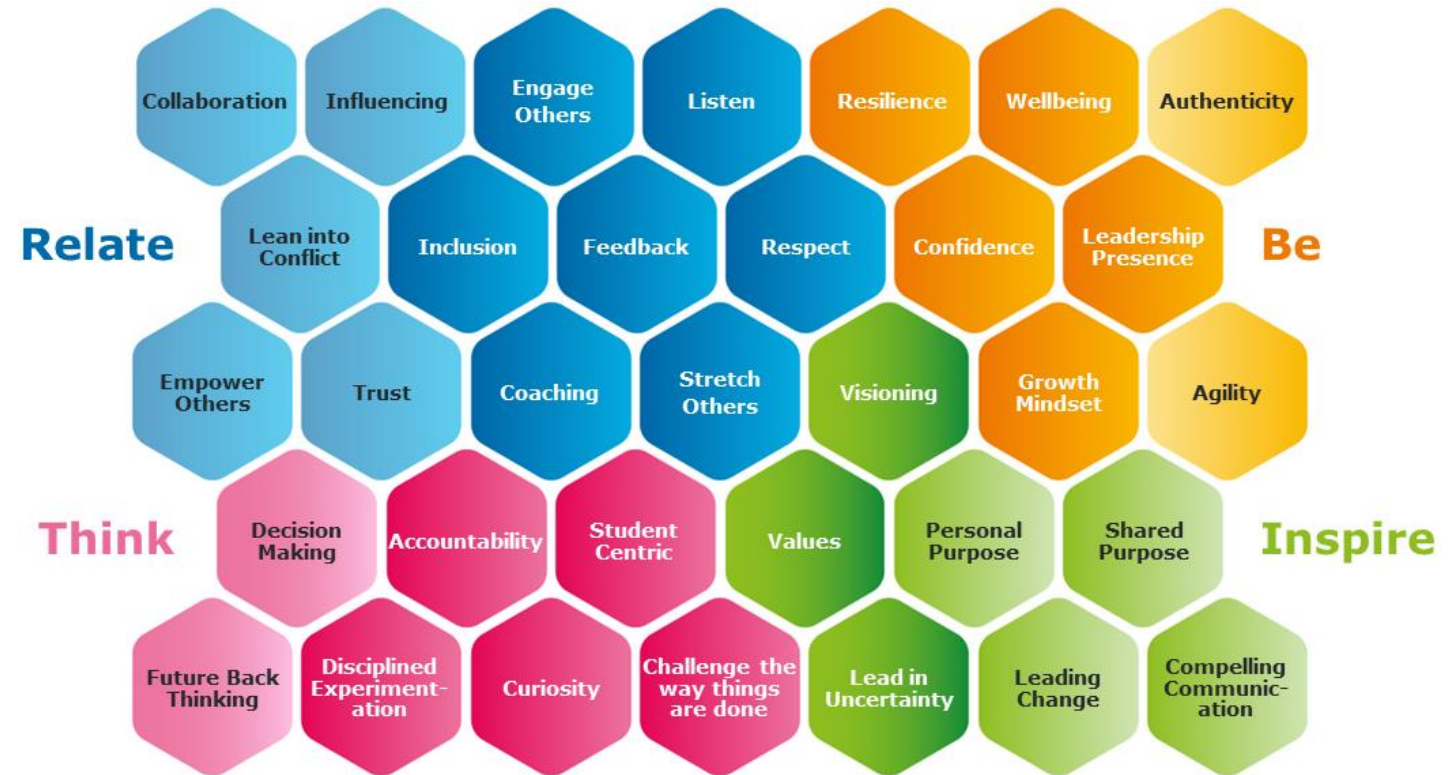 Collaboration
Influencing
Engage
Others
Listen
Resilience
Wellbeing
Authenticity
Relate
Lean into
Conflict
Inclusion
Feedback
Respect
Confidence
Leadership
Presence
Be
Empower
Others
Trust
Coaching
Stretch
Others
Visioning
Growth
Mindset
Agility
Think
Decision
Making
Accountability
Student
Centric
Values
Personal
Purpose
Shared
Purpose
Inspire
Future Back
Thinking
Disciplined
Experiment-
ation
Curiosity
Challenge the
way things
are done
Lead in
Uncertainty
Leading
Change
Compelling
Communic-
ation